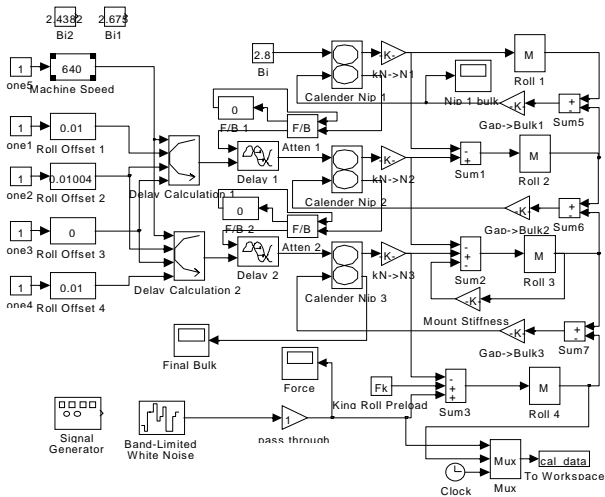 2.4382
Bi2
2.675
Bi1
1
one5
640
Machine Speed
2.8
Bi
Calender Nip 1
-K-
kN->N1
Nip 1 bulk
M
Roll 1
-K-
Gap->Bulk1
+
-
Sum5
1
one1
0.01
Roll Offset 1
0
F/B 1
F/B
Atten 1
Delay 1
Delay Calculation 1
1
one2
0.01004
Roll Offset 2
Calender Nip 2
-K-
kN->N2
-
+
Sum1
M
Roll 2
-K-
Gap->Bulk2
+
-
Sum6
1
one3
0
Roll Offset 3
0
F/B 2
F/B
Atten 2
Delay 2
Delay Calculation 2
1
one4
0.01
Roll Offset 4
Calender Nip 3
-K-
kN->N3
-
+
+
Sum2
M
Roll 3
-K-
Mount Stiffness
-K-
Gap->Bulk3
+
-
Sum7
Final Bulk
Force
Fk
King Roll Preload
-
+
+
Sum3
M
Roll 4
Signal
Generator
Band-Limited
White Noise
1
pass through
Clock
Mux
Mux
cal_data
To Workspace